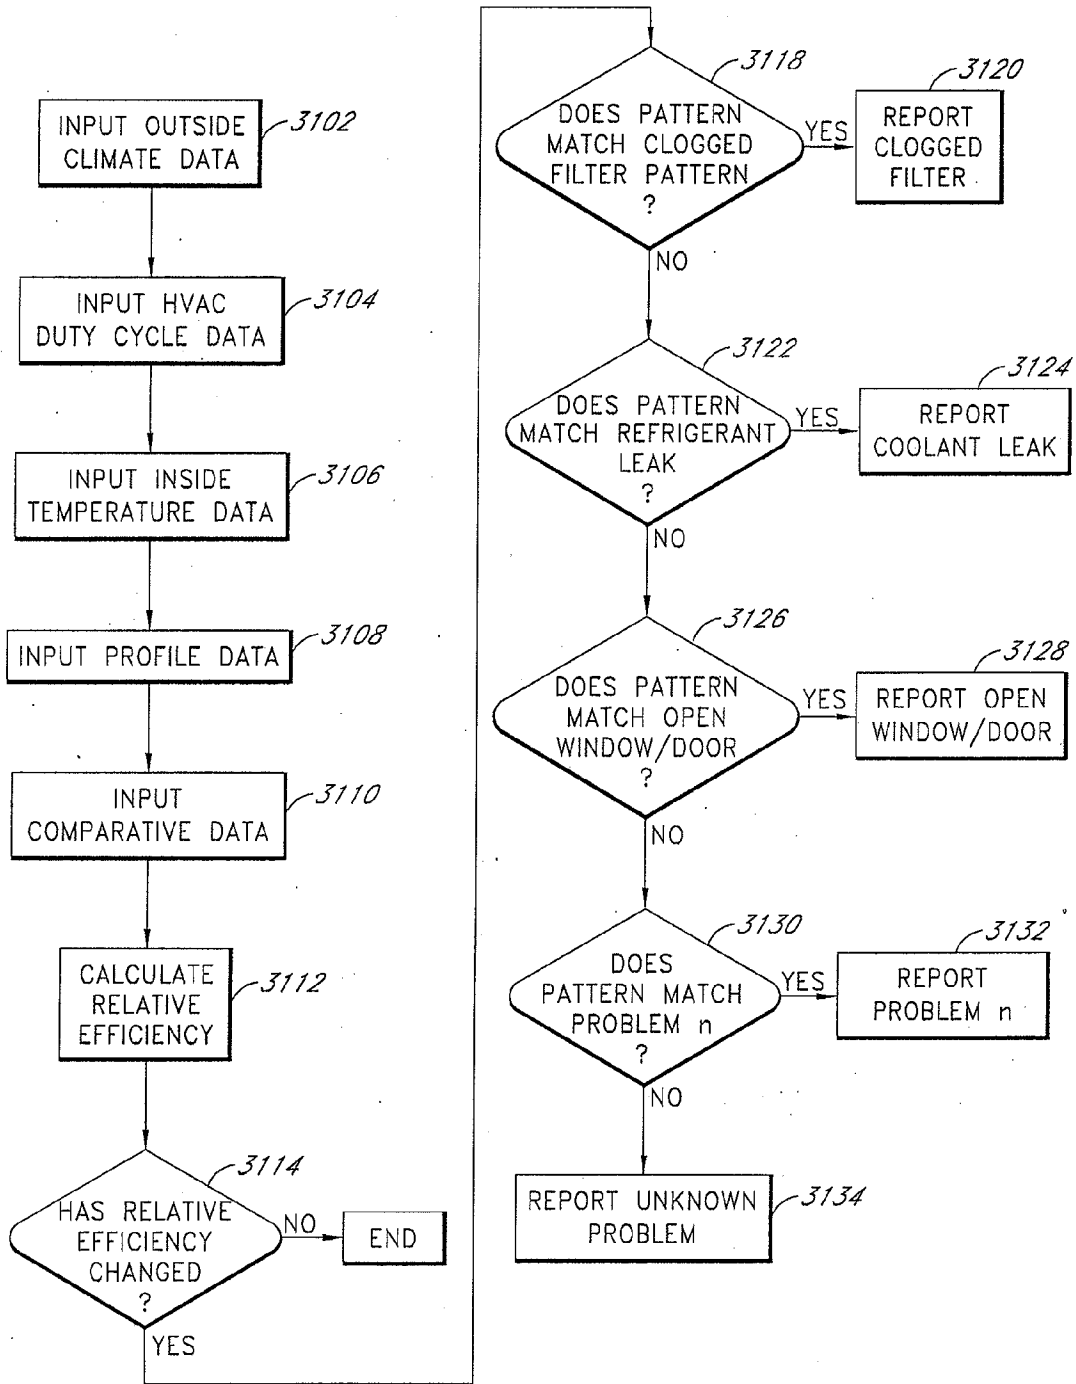 INPUT OUTSIDE
CLIMATE DATA
3102
INPUT HVAC
DUTY CYCLE DATA
3104
INPUT INSIDE
TEMPERATURE DATA
3106
INPUT PROFILE DATA
3108
INPUT
COMPARATIVE DATA
3110
CALCULATE
RELATIVE
EFFICIENCY
3112
HAS RELATIVE
EFFICIENCY
CHANGED
?
3114
NO
END
YES
DOES PATTERN
MATCH CLOGGED
FILTER PATTERN
?
3118
YES
REPORT
CLOGGED
FILTER
3120
NO
DOES PATTERN
MATCH REFRIGERANT
LEAK
?
3122
YES
REPORT
COOLANT LEAK
3124
NO
DOES PATTERN
MATCH OPEN
WINDOW/DOOR
?
3126
YES
REPORT OPEN
WINDOW/DOOR
3128
NO
DOES
PATTERN MATCH
PROBLEM n
?
3130
YES
REPORT
PROBLEM n
3132
NO
REPORT UNKNOWN
PROBLEM
3134